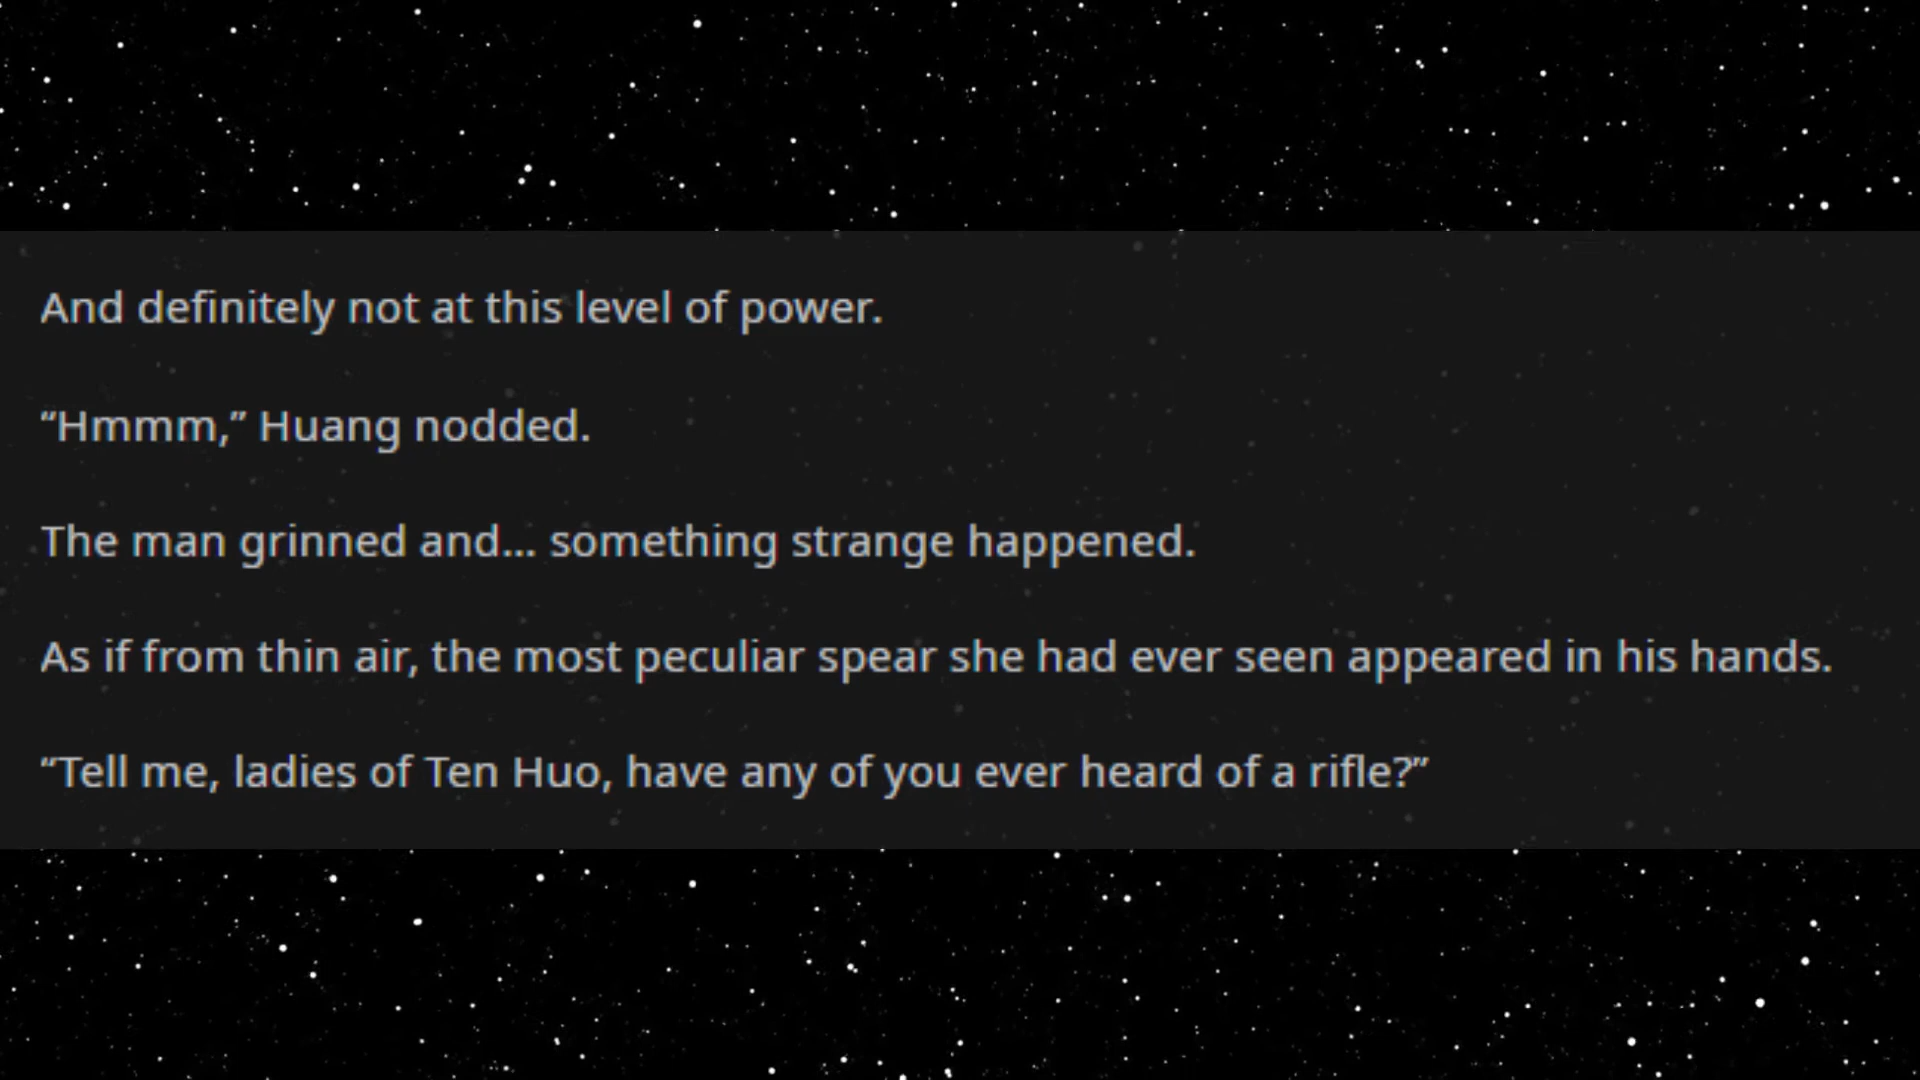 And definitely not at this level of power.
“Hmmm,” Huang nodded.
The man grinned and... something strange happened.
As if from thin air, the most peculiar spear she had ever seen appeared in his hands.
“Tell me, ladies of Ten Huo, have any of you ever heard of a rifle?”